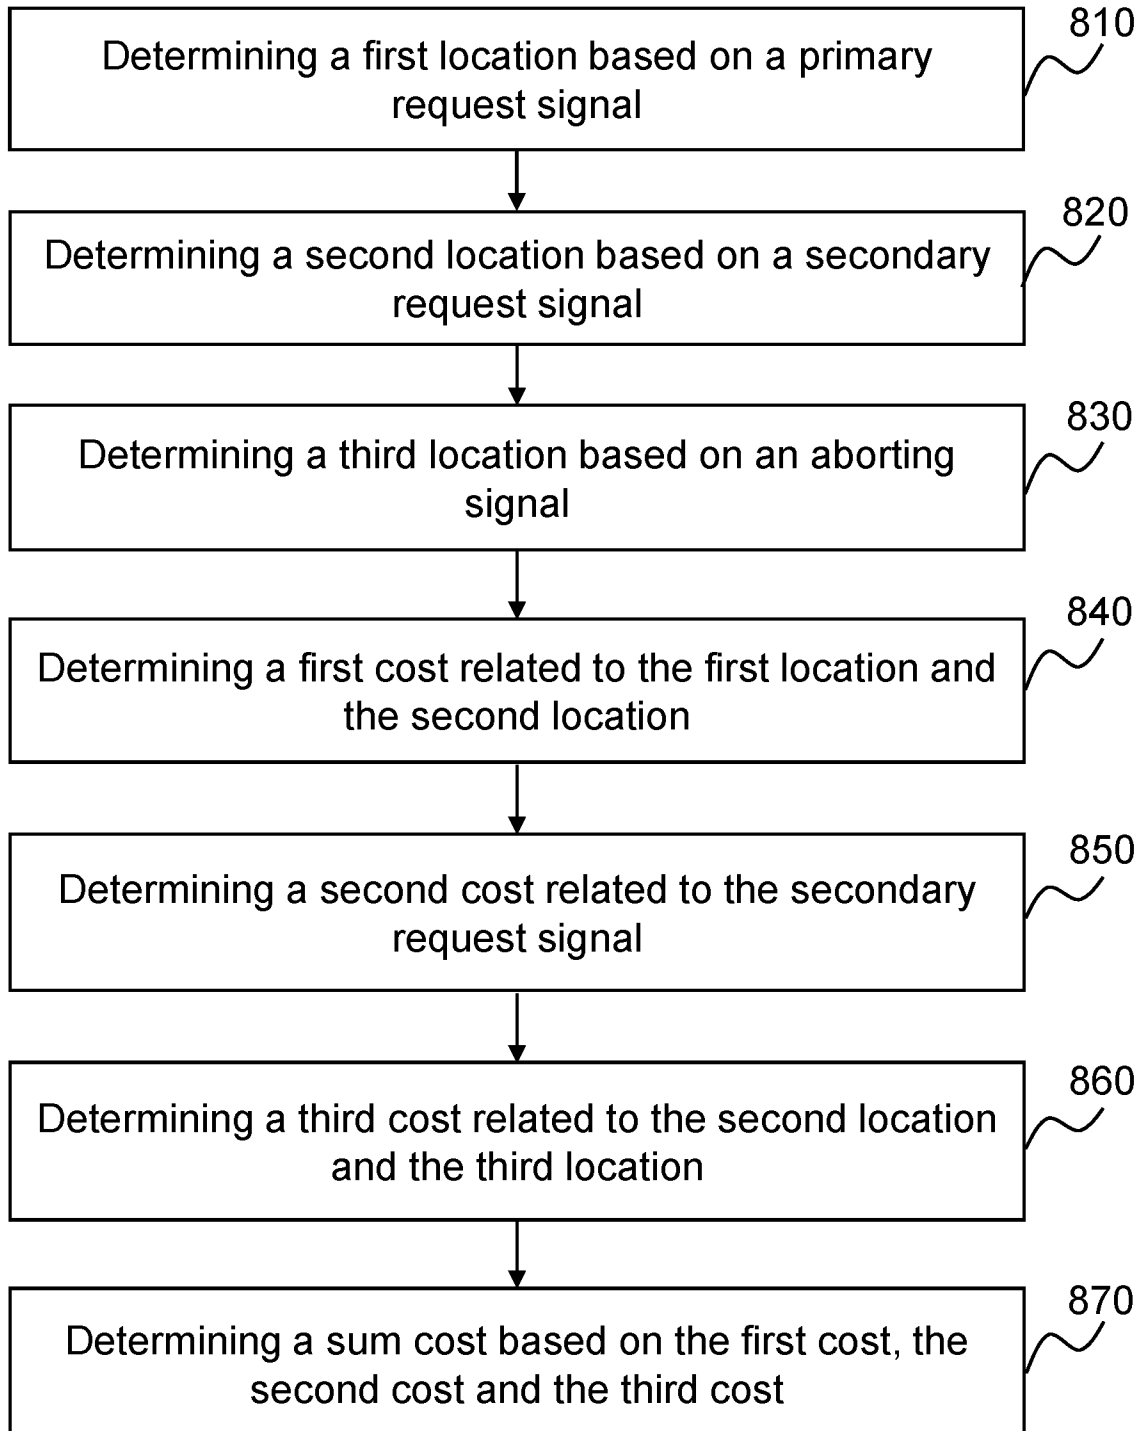 810
Determining a first location based on a primary
request signal
820
Determining a second location based on a secondary
request signal
830
Determining a third location based on an aborting
signal
840
Determining a first cost related to the first location and
the second location
850
Determining a second cost related to the secondary
request signal
860
Determining a third cost related to the second location
and the third location
870
Determining a sum cost based on the first cost, the
second cost and the third cost